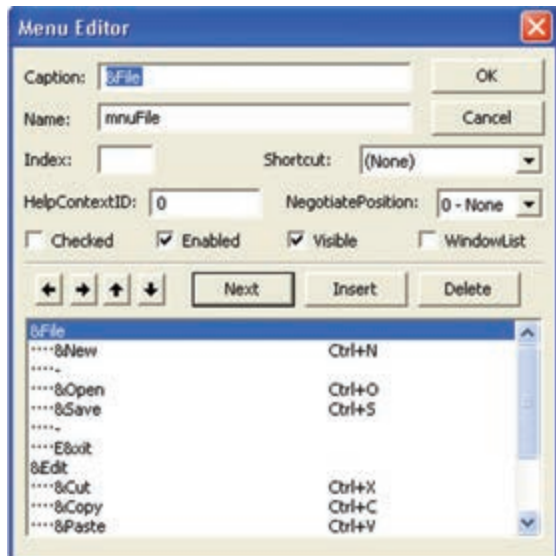 Menu Editor
Caption: &File OK
Name: mnuFile Cancel
Index: Shortcut: (None)
HelpContextID: 0 NegotiatePosition: 0 - None
Checked Enabled Visible WindowList
Next Insert Delete
&File
····&New Ctrl+N
····-
····&Open Ctrl+O
····&Save Ctrl+S
····-
····E&xit
&Edit
····&Cut Ctrl+X
····&Copy Ctrl+C
····&Paste Ctrl+V